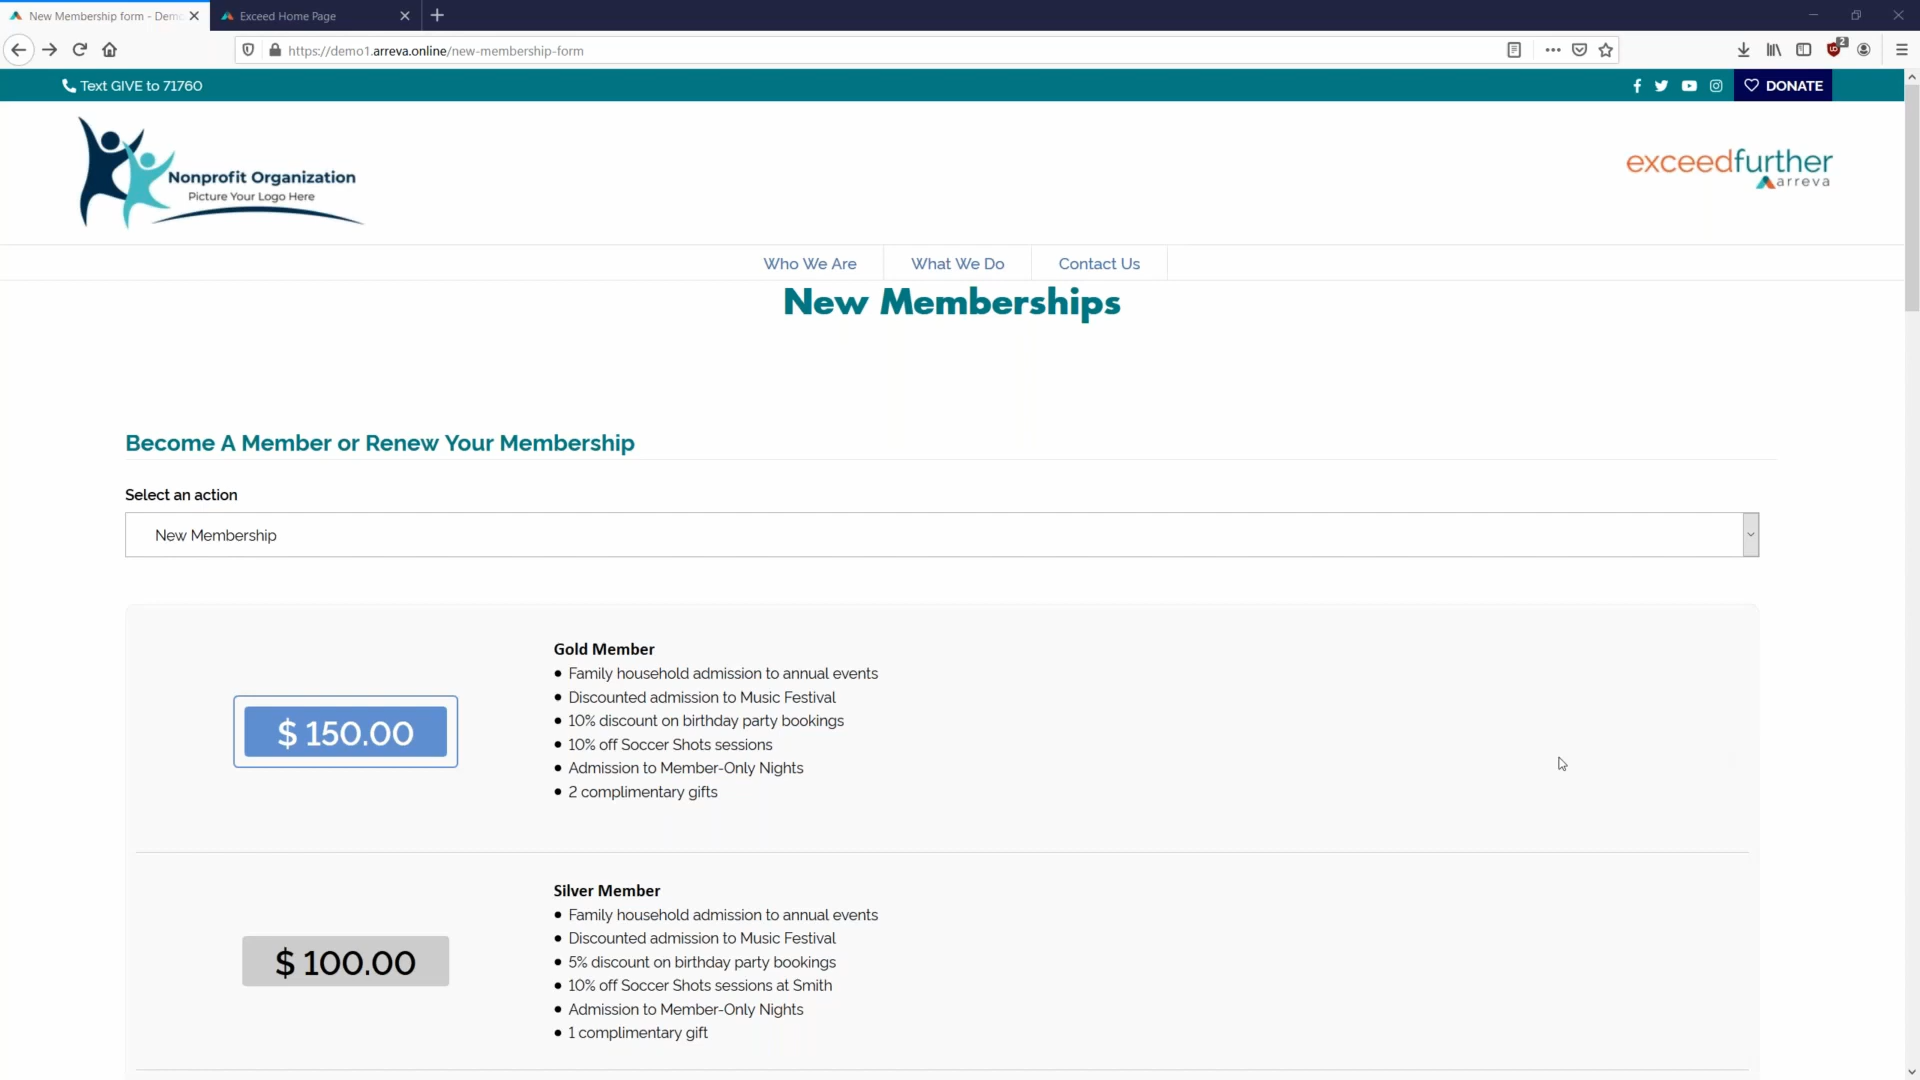 New Membership form - Demo
Exceed Home Page
https://demo1.arreva.online/new-membership-form
2
Text GIVE to 71760
DONATE
Nonprofit Organization
Picture Your Logo Here
exceedfurther
arreva
Who We Are
What We Do
Contact Us
New Memberships
Become A Member or Renew Your Membership
Select an action
New Membership
$ 150.00
Gold Member
• Family household admission to annual events
• Discounted admission to Music Festival
• 10% discount on birthday party bookings
• 10% off Soccer Shots sessions
• Admission to Member-Only Nights
• 2 complimentary gifts
$ 100.00
Silver Member
• Family household admission to annual events
• Discounted admission to Music Festival
• 5% discount on birthday party bookings
• 10% off Soccer Shots sessions at Smith
• Admission to Member-Only Nights
• 1 complimentary gift